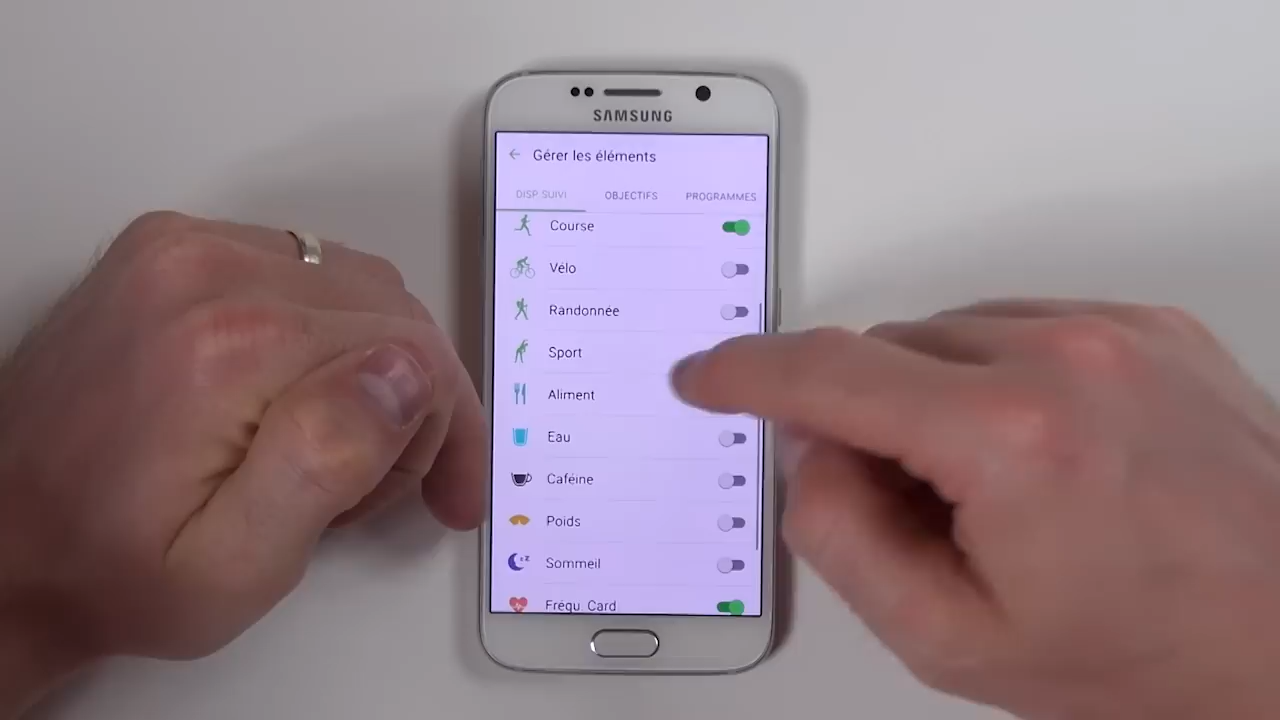 SAMSUNG
Gérer les éléments
DISP.SUIVI OBJECTIFS PROGRAMMES
Course
Vélo
Randonnée
Sport
Aliment
Eau
Caféine
Poids
Sommeil
Fréqu. Card